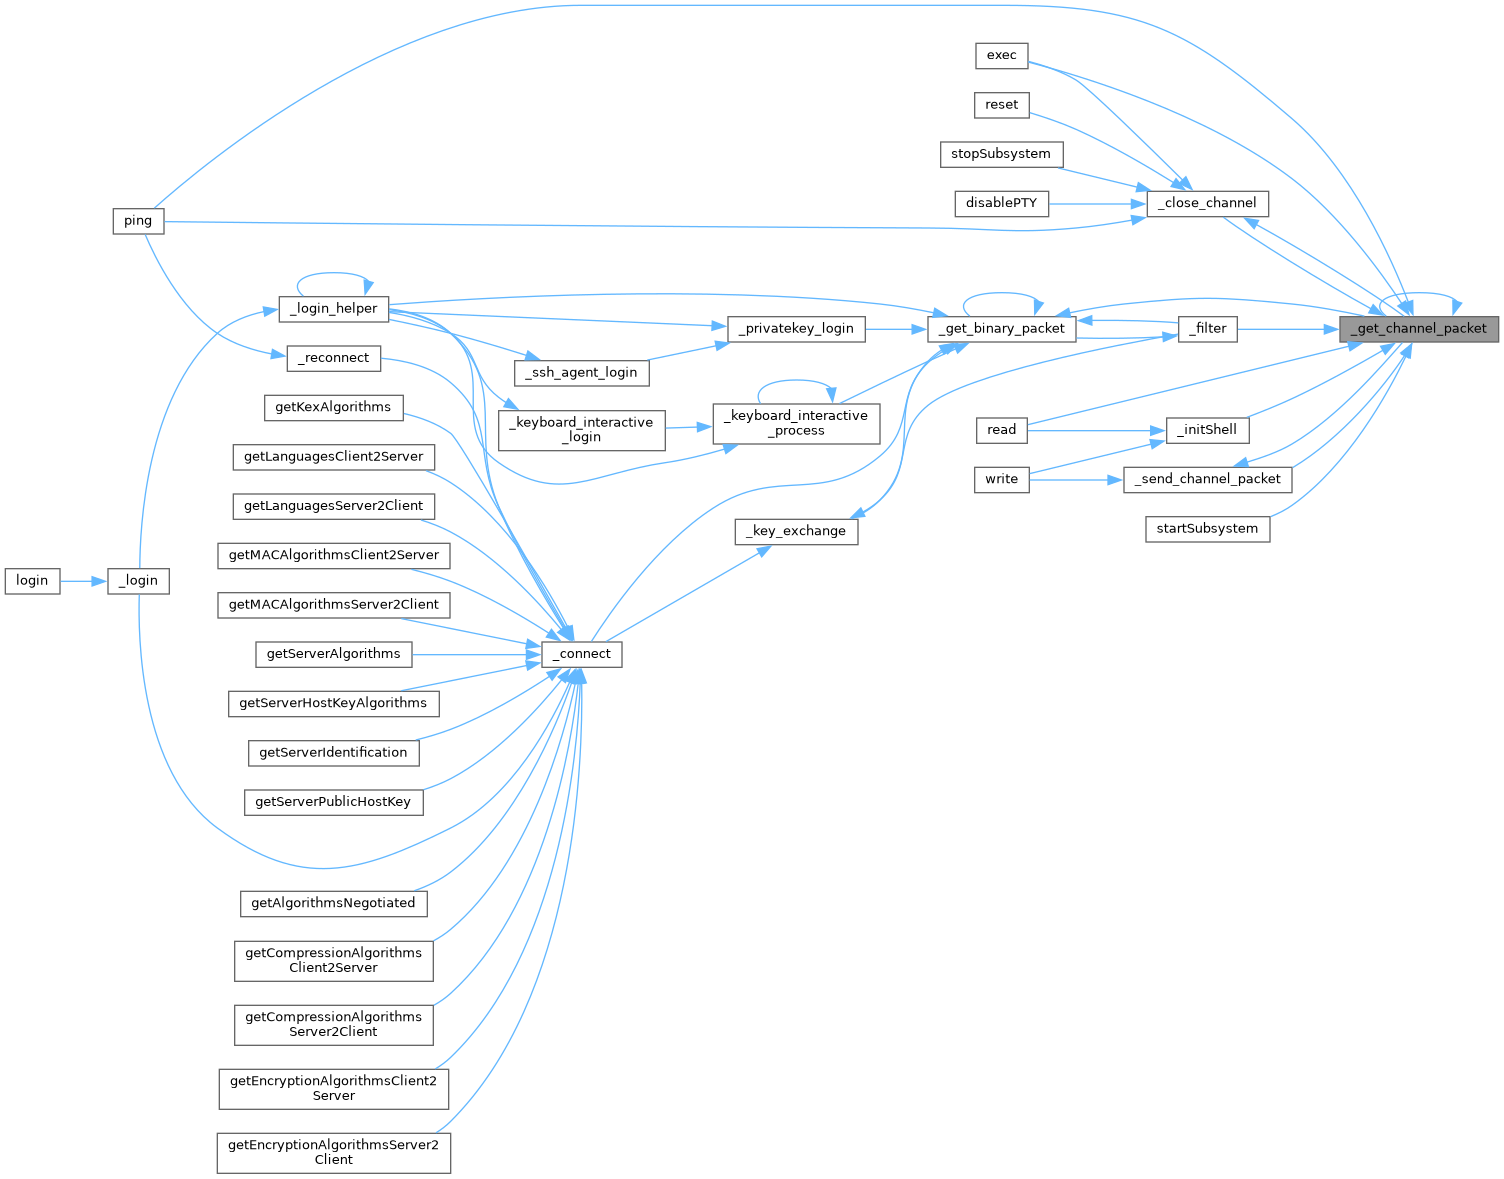 exec
reset
stopSubsystem
disablePTY
_close_channel
ping
_login_helper
_privatekey_login
_get_binary_packet
_filter
_get_channel_packet
_reconnect
_ssh_agent_login
getKexAlgorithms
_keyboard_interactive
_login
_keyboard_interactive
_process
read
_initShell
getLanguagesClient2Server
write
_send_channel_packet
getLanguagesServer2Client
startSubsystem
_key_exchange
getMACAlgorithmsClient2Server
login
_login
getMACAlgorithmsServer2Client
getServerAlgorithms
_connect
getServerHostKeyAlgorithms
getServerIdentification
getServerPublicHostKey
getAlgorithmsNegotiated
getCompressionAlgorithms
Client2Server
getCompressionAlgorithms
Server2Client
getEncryptionAlgorithmsClient2
Server
getEncryptionAlgorithmsServer2
Client